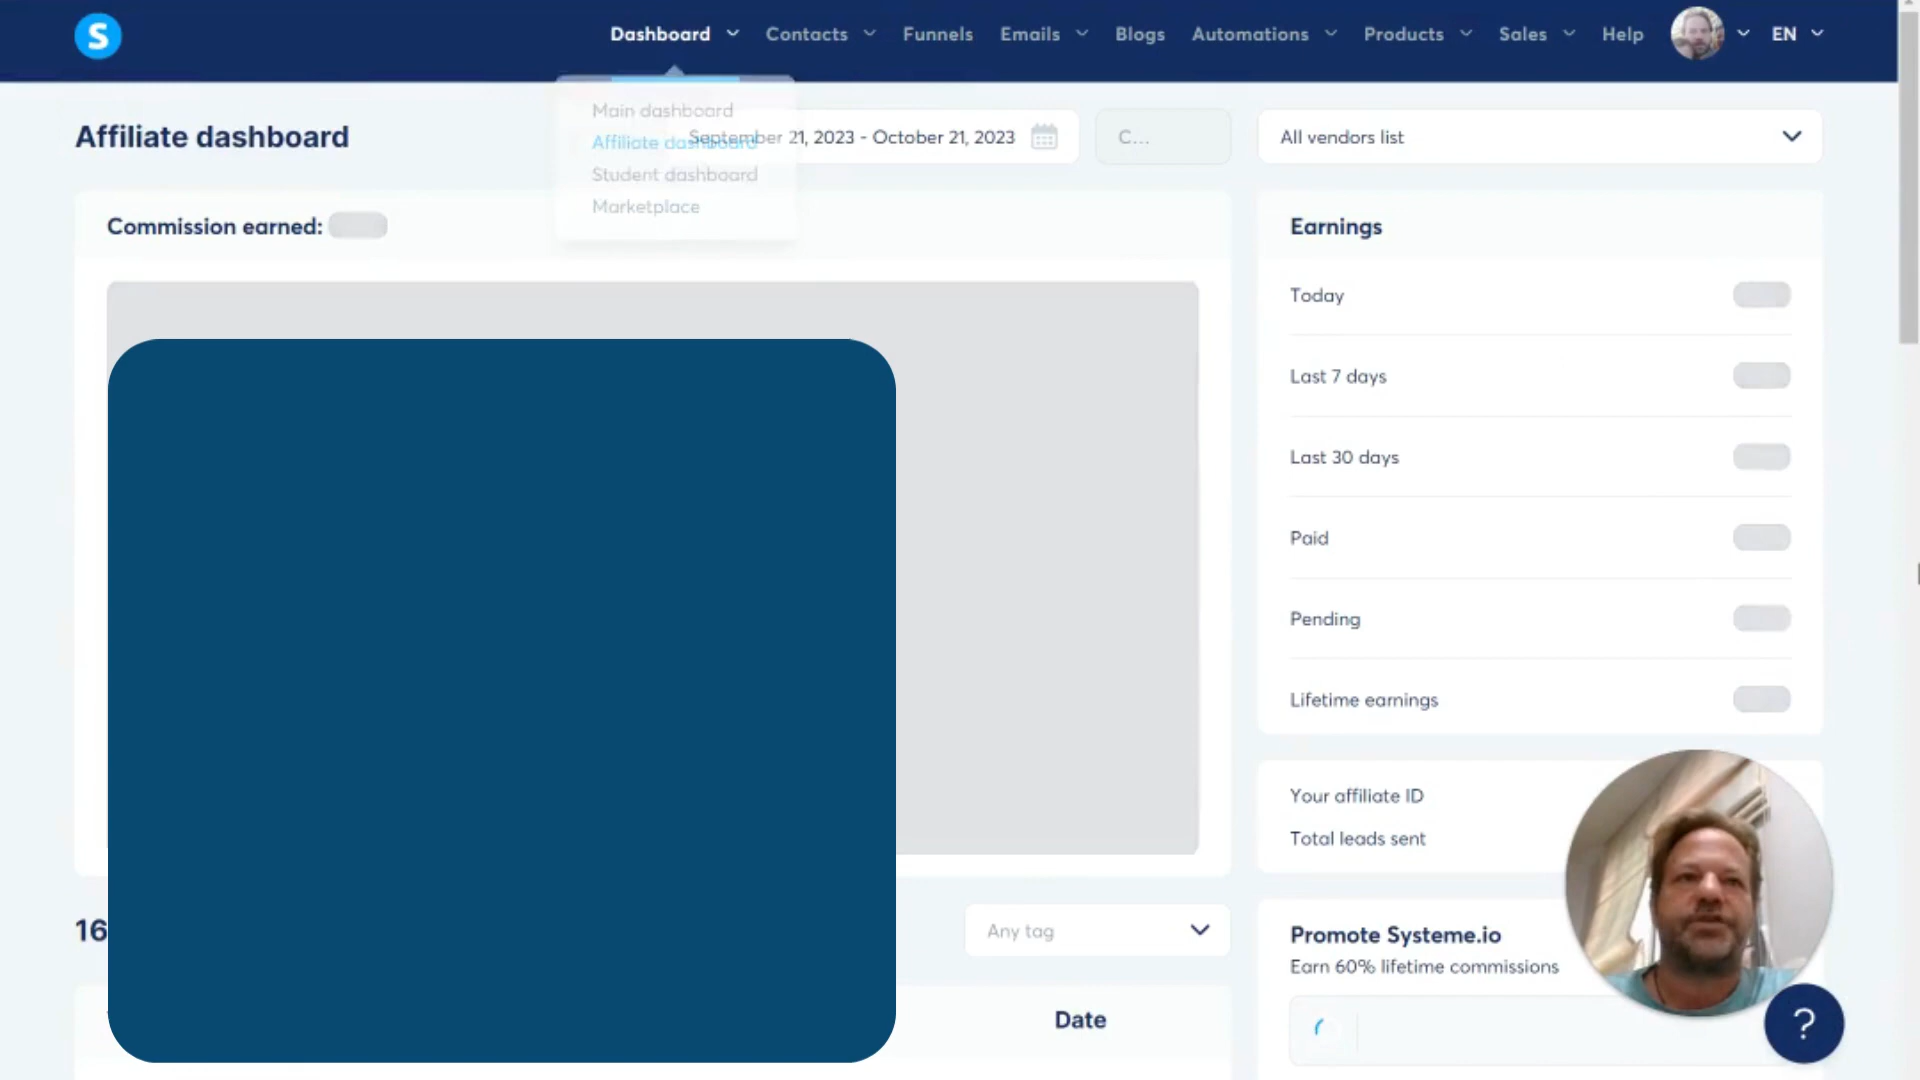 S
Dashboard Contacts Funnels Emails Blogs Automations Products Sales Help EN
Main dashboard
Affiliate dashboard
Student dashboard
Marketplace
Affiliate dashboard
September 21, 2023 - October 21, 2023
C...
All vendors list
Commission earned:
Earnings
Today
Last 7 days
Last 30 days
Paid
Pending
Lifetime earnings
Your affiliate ID
Total leads sent
16
Any tag
Promote Systeme.io
Earn 60% lifetime commissions
Date
?